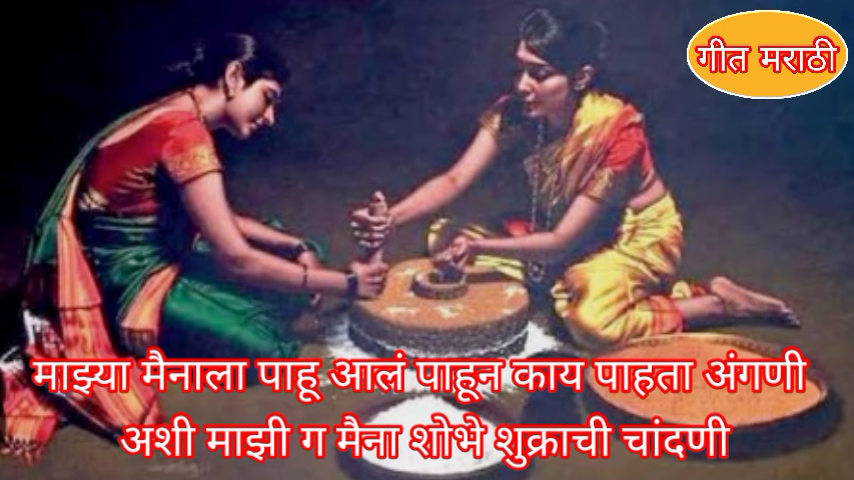 गीत मराठी
माझ्या मैनाला पाहू आलं पाहून काय पाहता अंगणी
अशी माझी ग मैना शोभे शुक्राची चांदणी